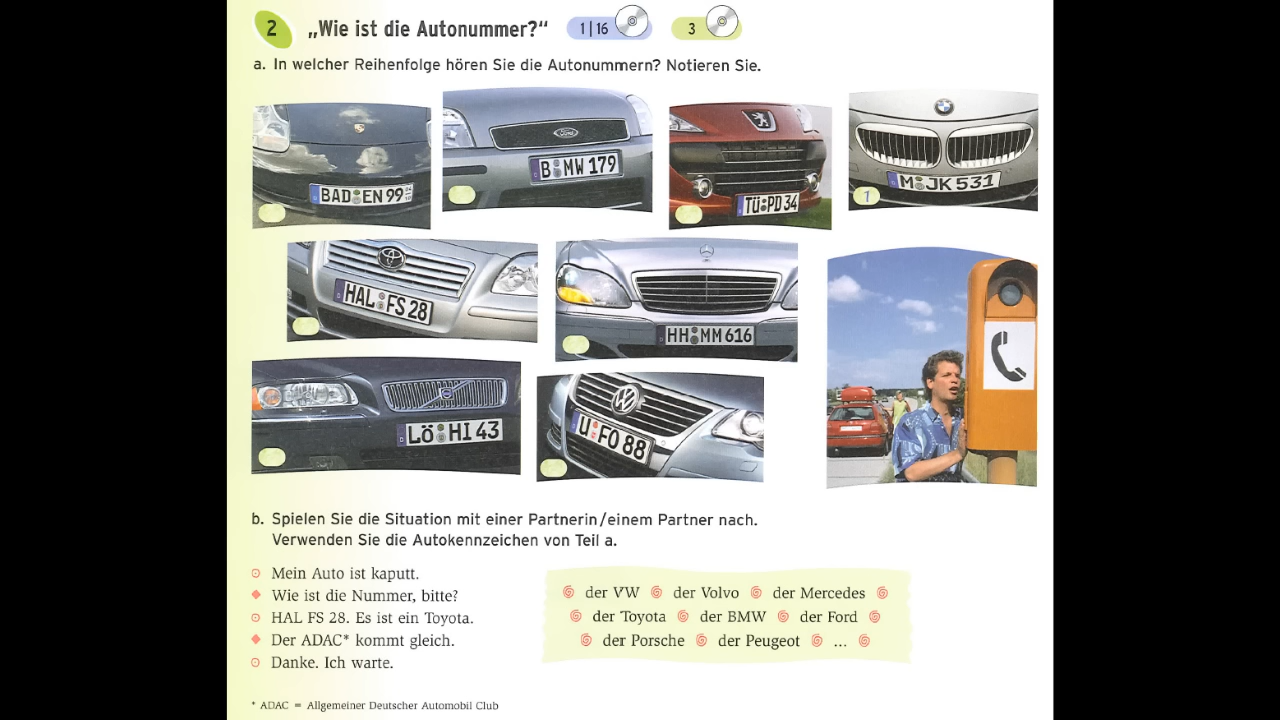 2 „Wie ist die Autonummer?“ 1|16 3
a. In welcher Reihenfolge hören Sie die Autonummern? Notieren Sie.
BAD EN 99
Ford
B MW 179
TÜ PD 34
1
M JK 531
HAL FS 28
HH MM 616
LÖ HI 43
U FO 88
b. Spielen Sie die Situation mit einer Partnerin/einem Partner nach.
Verwenden Sie die Autokennzeichen von Teil a.
Mein Auto ist kaputt.
Wie ist die Nummer, bitte?
HAL FS 28. Es ist ein Toyota.
Der ADAC* kommt gleich.
Danke. Ich warte.
der VW der Volvo der Mercedes
der Toyota der BMW der Ford
der Porsche der Peugeot ...
* ADAC = Allgemeiner Deutscher Automobil Club